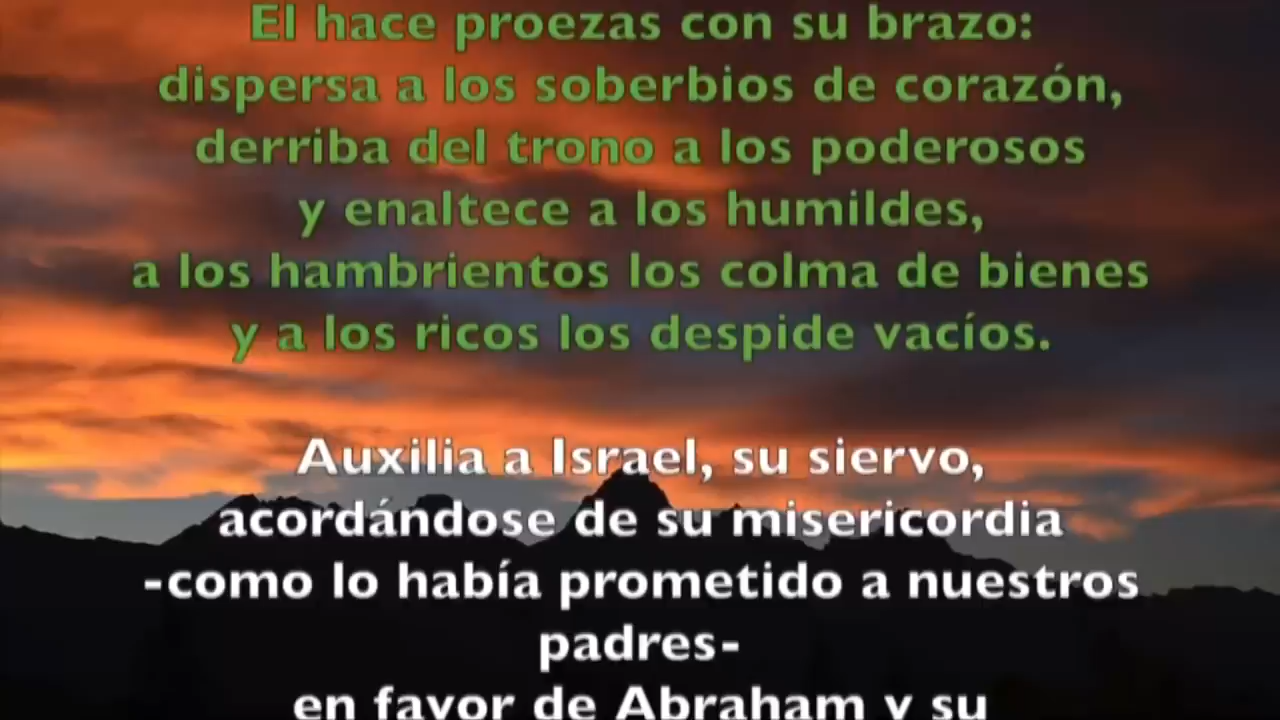 El hace proezas con su brazo:
dispersa a los soberbios de corazón,
derriba del trono a los poderosos
y enaltece a los humildes,
a los hambrientos los colma de bienes
y a los ricos los despide vacíos.
Auxilia a Israel, su siervo,
acordándose de su misericordia
-como lo había prometido a nuestros
padres-
en favor de Abraham y su